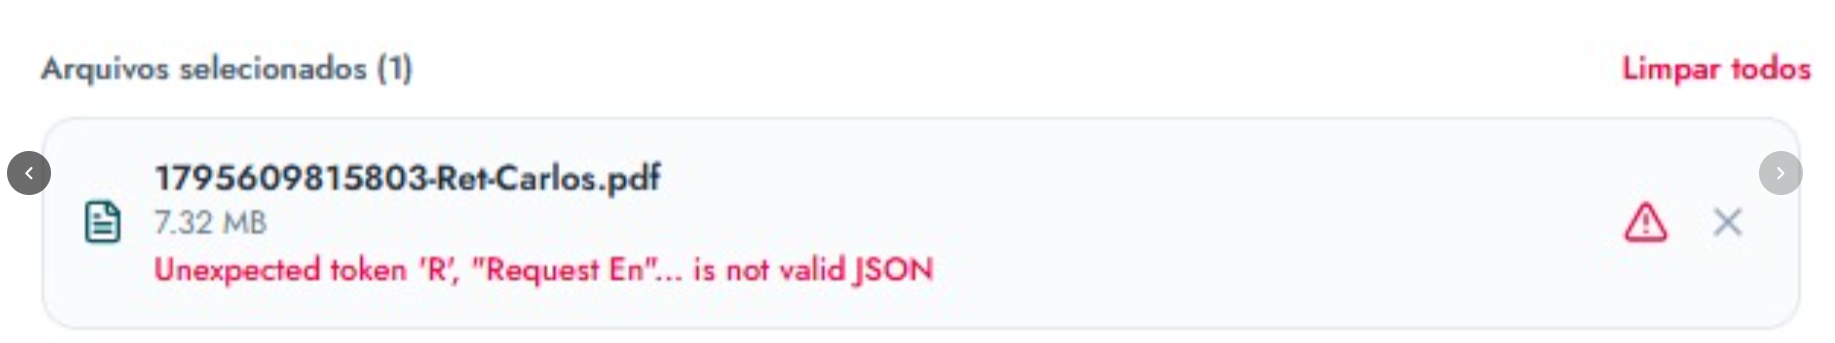 Arquivos selecionados (1)
Limpar todos
1795609815803-Ret-Carlos.pdf
7.32 MB
Unexpected token 'R', "Request En"... is not valid JSON